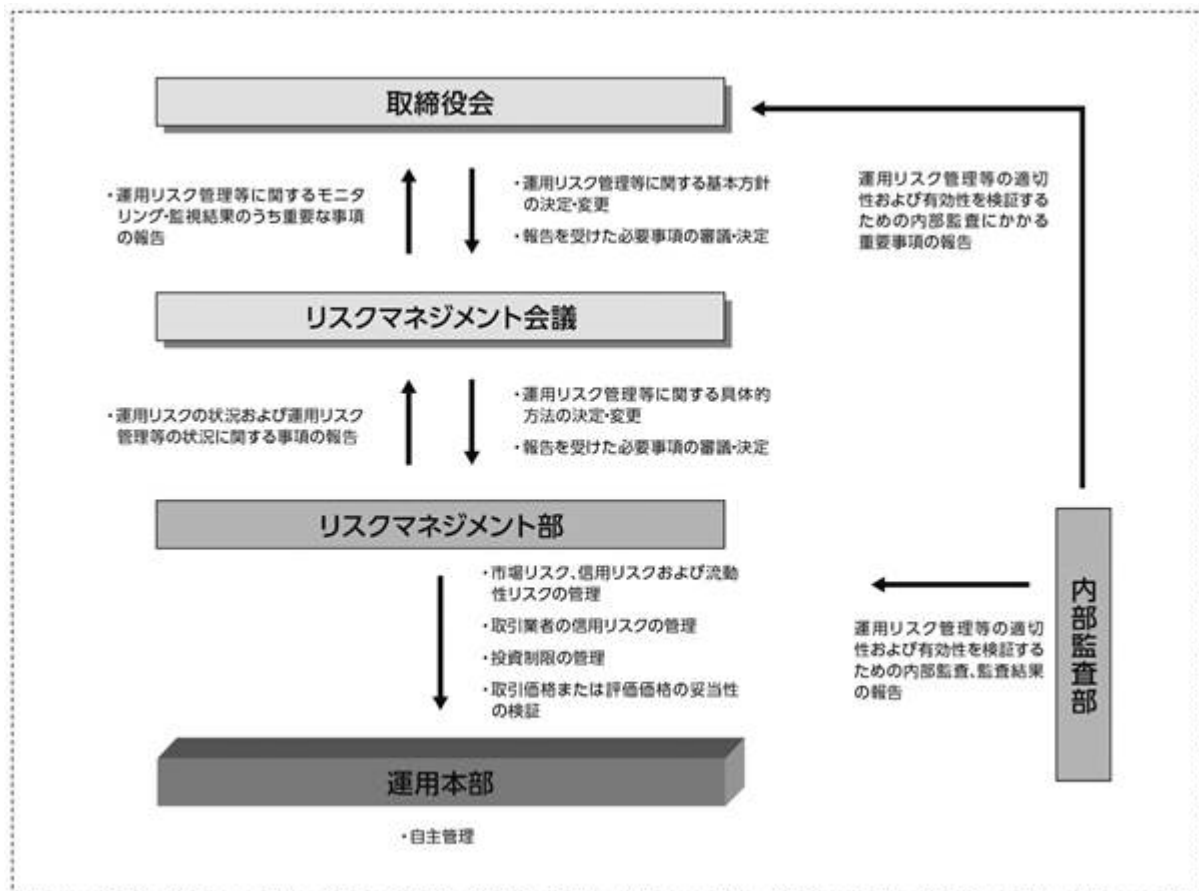 取締役会
・運用リスク管理等に関するモニタ
リング・監視結果のうち重要な事項
の報告
・運用リスク管理等に関する基本方針
の決定・変更
・報告を受けた必要事項の審議・決定
運用リスク管理等の適切
性および有効性を検証す
るための内部監査にかかる
重要事項の報告
リスクマネジメント会議
・運用リスクの状況および運用リスク
管理等の状況に関する事項の報告
・運用リスク管理等に関する具体的
方法の決定・変更
・報告を受けた必要事項の審議・決定
リスクマネジメント部
・市場リスク、信用リスクおよび流動
性リスクの管理
・取引業者の信用リスクの管理
・投資制限の管理
・取引価格または評価価格の妥当性
の検証
運用リスク管理等の適切
性および有効性を検証する
ための内部監査、監査結果
の報告
内部監査部
運用本部
・自主管理